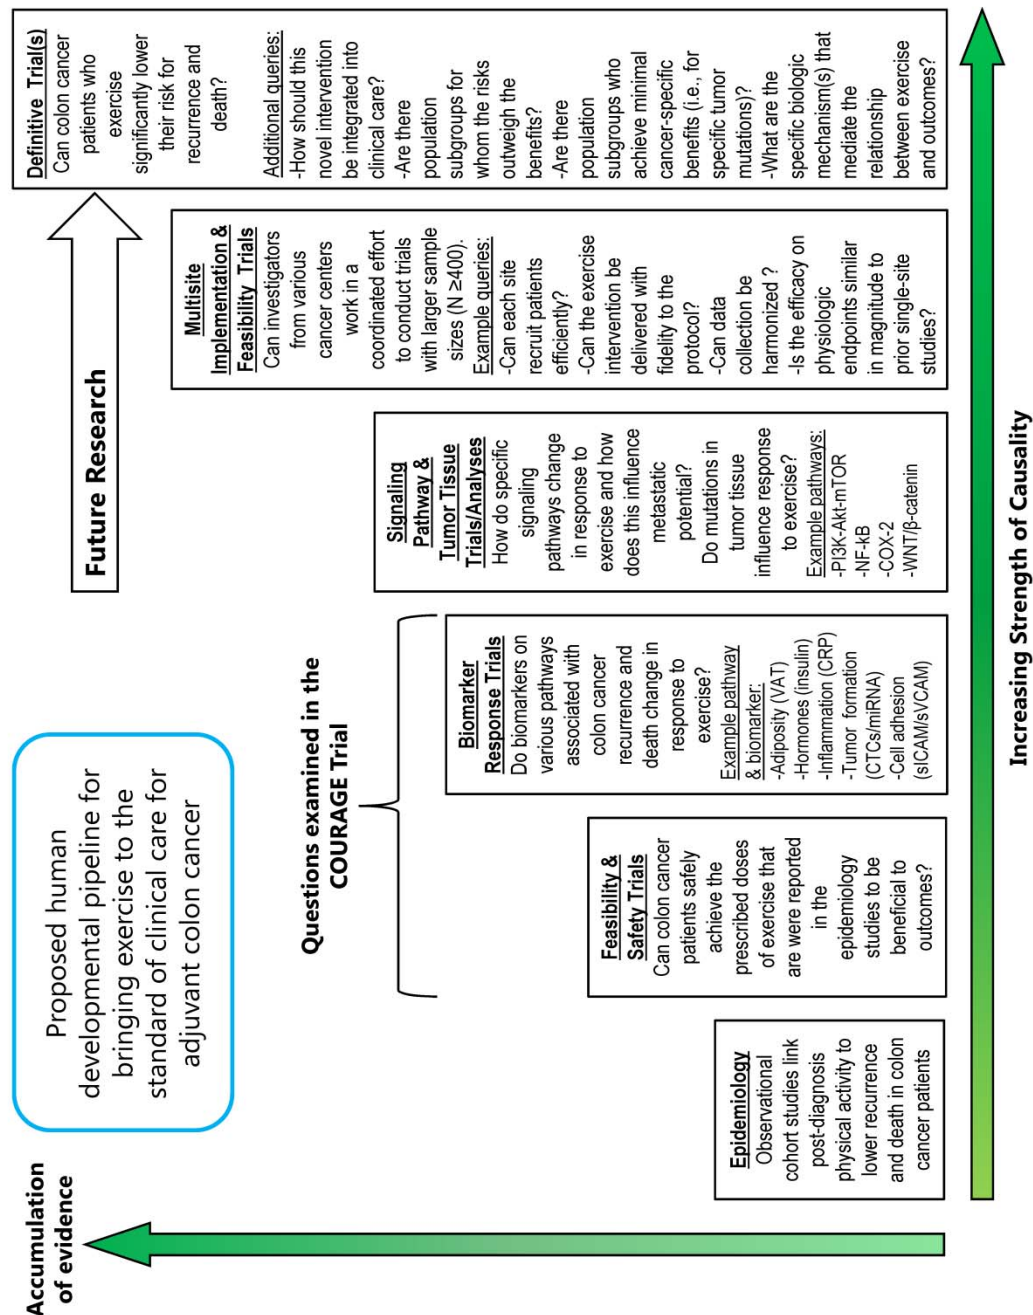 Accumulation
of evidence
Proposed human
developmental pipeline for
bringing exercise to the
standard of clinical care for
adjuvant colon cancer
Future Research
Questions examined in the
COURAGE Trial
Epidemiology
Observational
cohort studies link
post-diagnosis
physical activity to
lower recurrence
and death in colon
cancer patients
Feasibility &
Safety Trials
Can colon cancer
patients safely
achieve the
prescribed doses
of exercise that
are were reported
in the
epidemiology
studies to be
beneficial to
outcomes?
Biomarker
Response Trials
Do biomarkers on
various pathways
associated with
colon cancer
recurrence and
death change in
response to
exercise?
Example pathway
& biomarker:
-Adiposity (VAT)
-Hormones (insulin)
-Inflammation (CRP)
-Tumor formation
(CTCs/miRNA)
-Cell adhesion
(sICAM/sVCAM)
Signaling
Pathway &
Tumor Tissue
Trials/Analyses
How do specific
signaling
pathways change
in response to
exercise and how
does this influence
metastatic
potential?
Do mutations in
tumor tissue
influence response
to exercise?
Example pathways:
-PI3K-Akt-mTOR
-NF-kB
-COX-2
-WNT/β-catenin
Multisite
Implementation &
Feasibility Trials
Can investigators
from various
cancer centers
work in a
coordinated effort
to conduct trials
with larger sample
sizes (N ≥400).
Example queries:
-Can each site
recruit patients
efficiently?
-Can the exercise
intervention be
delivered with
fidelity to the
protocol?
-Can data
collection be
harmonized ?
-Is the efficacy on
physiologic
endpoints similar
in magnitude to
prior single-site
studies?
Definitive Trial(s)
Can colon cancer
patients who
exercise
significantly lower
their risk for
recurrence and
death?
Additional queries:
-How should this
novel intervention
be integrated into
clinical care?
-Are there
population
subgroups for
whom the risks
outweigh the
benefits?
-Are there
population
subgroups who
achieve minimal
cancer-specific
benefits (i.e., for
specific tumor
mutations)?
-What are the
specific biologic
mechanism(s) that
mediate the
relationship
between exercise
and outcomes?
Increasing Strength of Causality